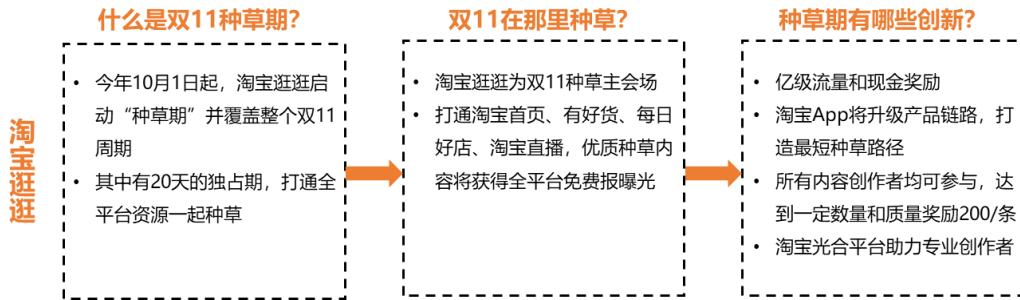 什么是双11种草期?
双11在那里种草?
种草期有哪些创新?
淘宝逛逛
• 今年10月1日起，淘宝逛逛启
动“种草期”并覆盖整个双11
周期
• 其中有20天的独占期，打通全
平台资源一起种草
• 淘宝逛逛为双11种草主会场
• 打通淘宝首页、有好货、每日
好店、淘宝直播，优质种草内
容将获得全平台免费报曝光
• 亿级流量和现金奖励
• 淘宝App将升级产品链路，打
造最短种草路径
• 所有内容创作者均可参与，达
到一定数量和质量奖励200/条
• 淘宝光合平台助力专业创作者